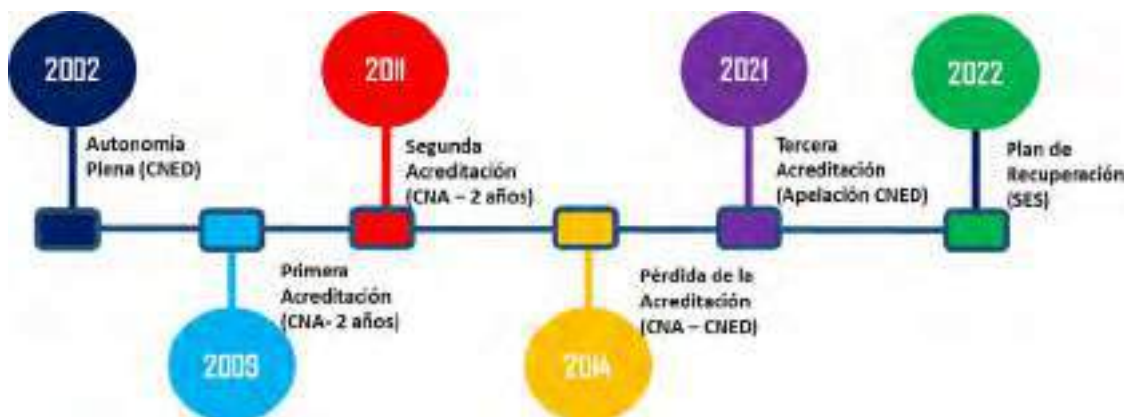 2002
Autonomía
Plena (CNED)
2009
Primera
Acreditación
(CNA- 2 años)
2011
Segunda
Acreditación
(CNA – 2 años)
2014
Pérdida de la
Acreditación
(CNA – CNED)
2021
Tercera
Acreditación
(Apelación CNED)
2022
Plan de
Recuperación
(SES)